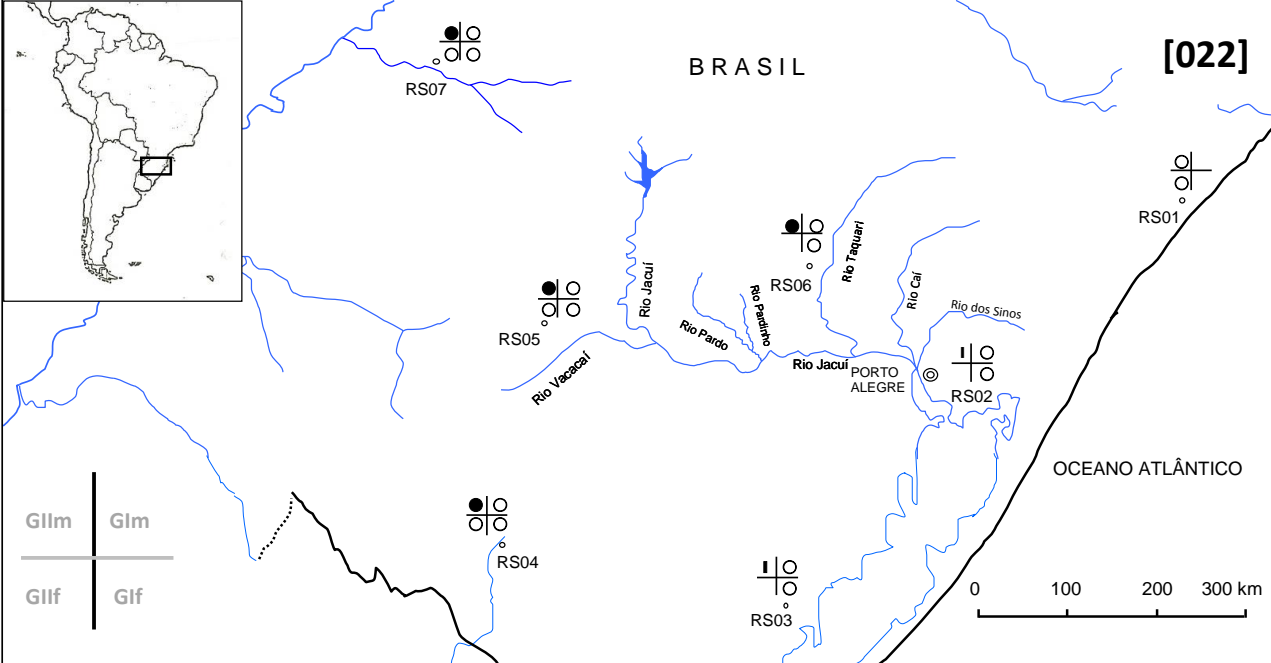 BRASIL
[022]
RS07
RS01
RS06
Rio Taquari
Rio Caí
Rio Jacuí
Rio Pardinho
Rio dos Sinos
RS05
Rio Pardo
Rio Vacacaí
Rio Jacuí
PORTO
ALEGRE
RS02
OCEANO ATLÂNTICO
GIIm
GIm
GIIf
GIf
RS04
RS03
0 100 200 300 km